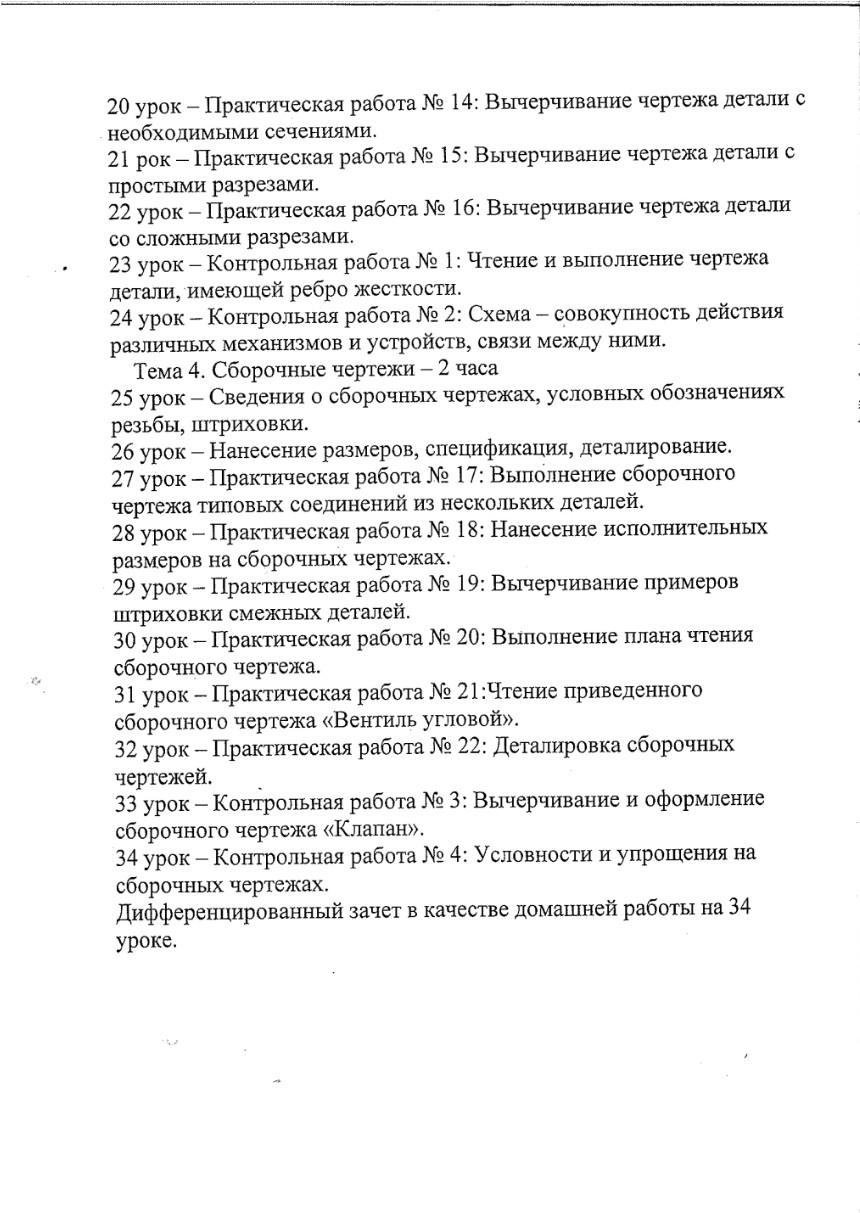 20 урок – Практическая работа № 14: Вычерчивание чертежа детали с
необходимыми сечениями.
21 рок – Практическая работа № 15: Вычерчивание чертежа детали с
простыми разрезами.
22 урок – Практическая работа № 16: Вычерчивание чертежа детали
со сложными разрезами.
23 урок – Контрольная работа № 1: Чтение и выполнение чертежа
детали, имеющей ребро жесткости.
24 урок – Контрольная работа № 2: Схема – совокупность действия
различных механизмов и устройств, связи между ними.
Тема 4. Сборочные чертежи – 2 часа
25 урок – Сведения о сборочных чертежах, условных обозначениях
резьбы, штриховки.
26 урок – Нанесение размеров, спецификация, деталирование.
27 урок – Практическая работа № 17: Выполнение сборочного
чертежа типовых соединений из нескольких деталей.
28 урок – Практическая работа № 18: Нанесение исполнительных
размеров на сборочных чертежах.
29 урок – Практическая работа № 19: Вычерчивание примеров
штриховки смежных деталей.
30 урок – Практическая работа № 20: Выполнение плана чтения
сборочного чертежа.
31 урок – Практическая работа № 21:Чтение приведенного
сборочного чертежа «Вентиль угловой».
32 урок – Практическая работа № 22: Деталировка сборочных
чертежей.
33 урок – Контрольная работа № 3: Вычерчивание и оформление
сборочного чертежа «Клапан».
34 урок – Контрольная работа № 4: Условности и упрощения на
сборочных чертежах.
Дифференцированный зачет в качестве домашней работы на 34
уроке.